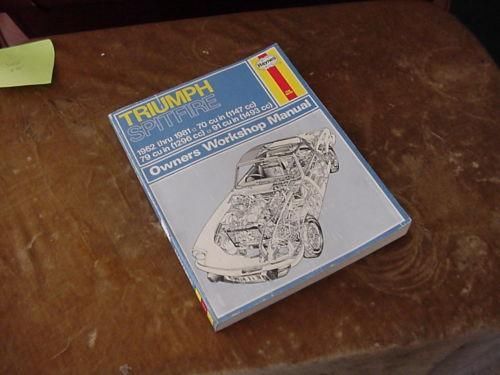 Haynes
TRIUMPH
SPITFIRE
1962 thru 1981 :: 70 cu in (1147 cc)
79 cu in (1296 cc) :: 91 cu in (1493 cc)
Owners Workshop Manual